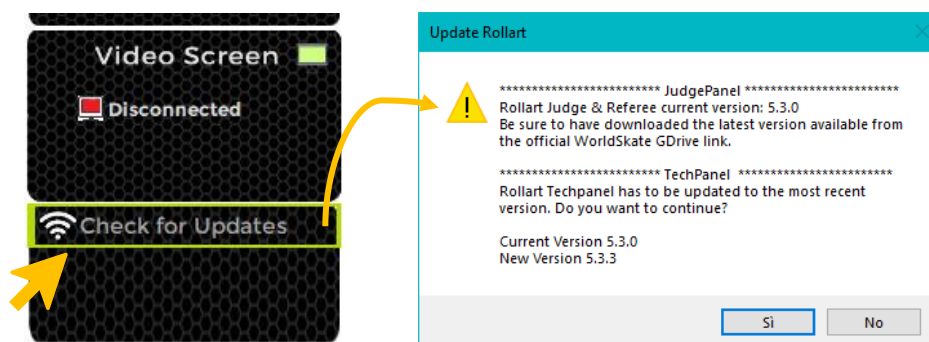 Video Screen
Disconnected
Check for Updates
Update Rollart
************************* JudgePanel ************************
Rollart Judge & Referee current version: 5.3.0
Be sure to have downloaded the latest version available from
the official WorldSkate GDrive link.
************************* TechPanel ************************
Rollart Techpanel has to be updated to the most recent
version. Do you want to continue?
Current Version 5.3.0
New Version 5.3.3
Sì
No